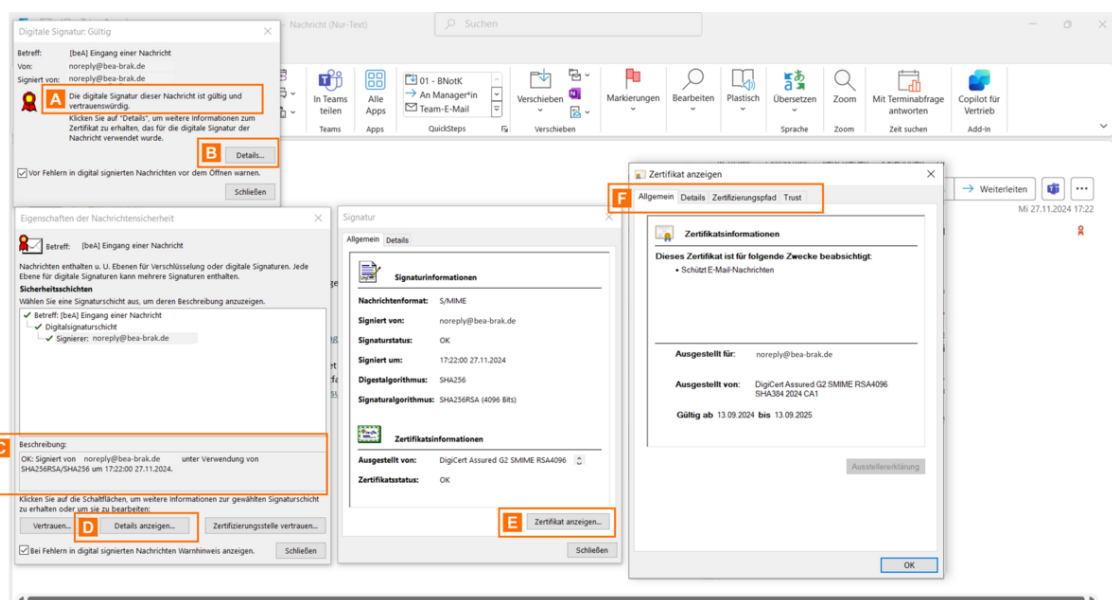 Nachricht (Nur-Text)
Suchen
Digitale Signatur: Gültig
Betreff: [beA] Eingang einer Nachricht
Von: noreply@bea-brak.de
Signiert von: noreply@bea-brak.de
A
Die digitale Signatur dieser Nachricht ist gültig und
vertrauenswürdig.
Klicken Sie auf "Details", um weitere Informationen zum
Zertifikat zu erhalten, das für die digitale Signatur der
Nachricht verwendet wurde.
B
Details...
Vor Fehlern in digital signierten Nachrichten vor dem Öffnen warnen.
Schließen
In Teams
teilen
Teams
Alle
Apps
Apps
01 - BNotK
An Manager*in
Team-E-Mail
QuickSteps
Verschieben
Verschieben
Markierungen
Bearbeiten
Plastisch
Übersetzen
Sprache
Zoom
Zoom
Mit Terminabfrage
antworten
Zeit suchen
Copilot für
Vertrieb
Add-In
Weiterleiten
Mi 27.11.2024 17:22
Eigenschaften der Nachrichtensicherheit
Betreff: [beA] Eingang einer Nachricht
Nachrichten enthalten u. U. Ebenen für Verschlüsselung oder digitale Signaturen. Jede
Ebene für digitale Signaturen kann mehrere Signaturen enthalten.
Sicherheitsschichten
Wählen Sie eine Signaturschicht aus, um deren Beschreibung anzuzeigen.
Betreff: [beA] Eingang einer Nachricht
Digitalsignaturschicht
Signierer: noreply@bea-brak.de
C
Beschreibung:
OK: Signiert von noreply@bea-brak.de unter Verwendung von
SHA256RSA/SHA256 um 17:22:00 27.11.2024.
Klicken Sie auf die Schaltflächen, um weitere Informationen zur gewählten Signaturschicht
zu erhalten oder um sie zu bearbeiten:
Vertrauen...
D
Details anzeigen...
Zertifizierungsstelle vertrauen...
Bei Fehlern in digital signierten Nachrichten Warnhinweis anzeigen.
Schließen
Signatur
Allgemein Details
Signaturinformationen
Nachrichtenformat: S/MIME
Signiert von: noreply@bea-brak.de
Signaturstatus: OK
Signiert um: 17:22:00 27.11.2024
Digestalgorithmus: SHA256
Signaturalgorithmus: SHA256RSA (4096 Bits)
Zertifikatsinformationen
Ausgestellt von: DigiCert Assured G2 SMIME RSA4096
Zertifikatsstatus: OK
E
Zertifikat anzeigen...
Schließen
Zertifikat anzeigen
F
Allgemein Details Zertifizierungspfad Trust
Zertifikatsinformationen
Dieses Zertifikat ist für folgende Zwecke beabsichtigt:
• Schützt E-Mail-Nachrichten
Ausgestellt für: noreply@bea-brak.de
Ausgestellt von: DigiCert Assured G2 SMIME RSA4096
SHA384 2024 CA1
Gültig ab 13.09.2024 bis 13.09.2025
Ausstellererklärung
OK